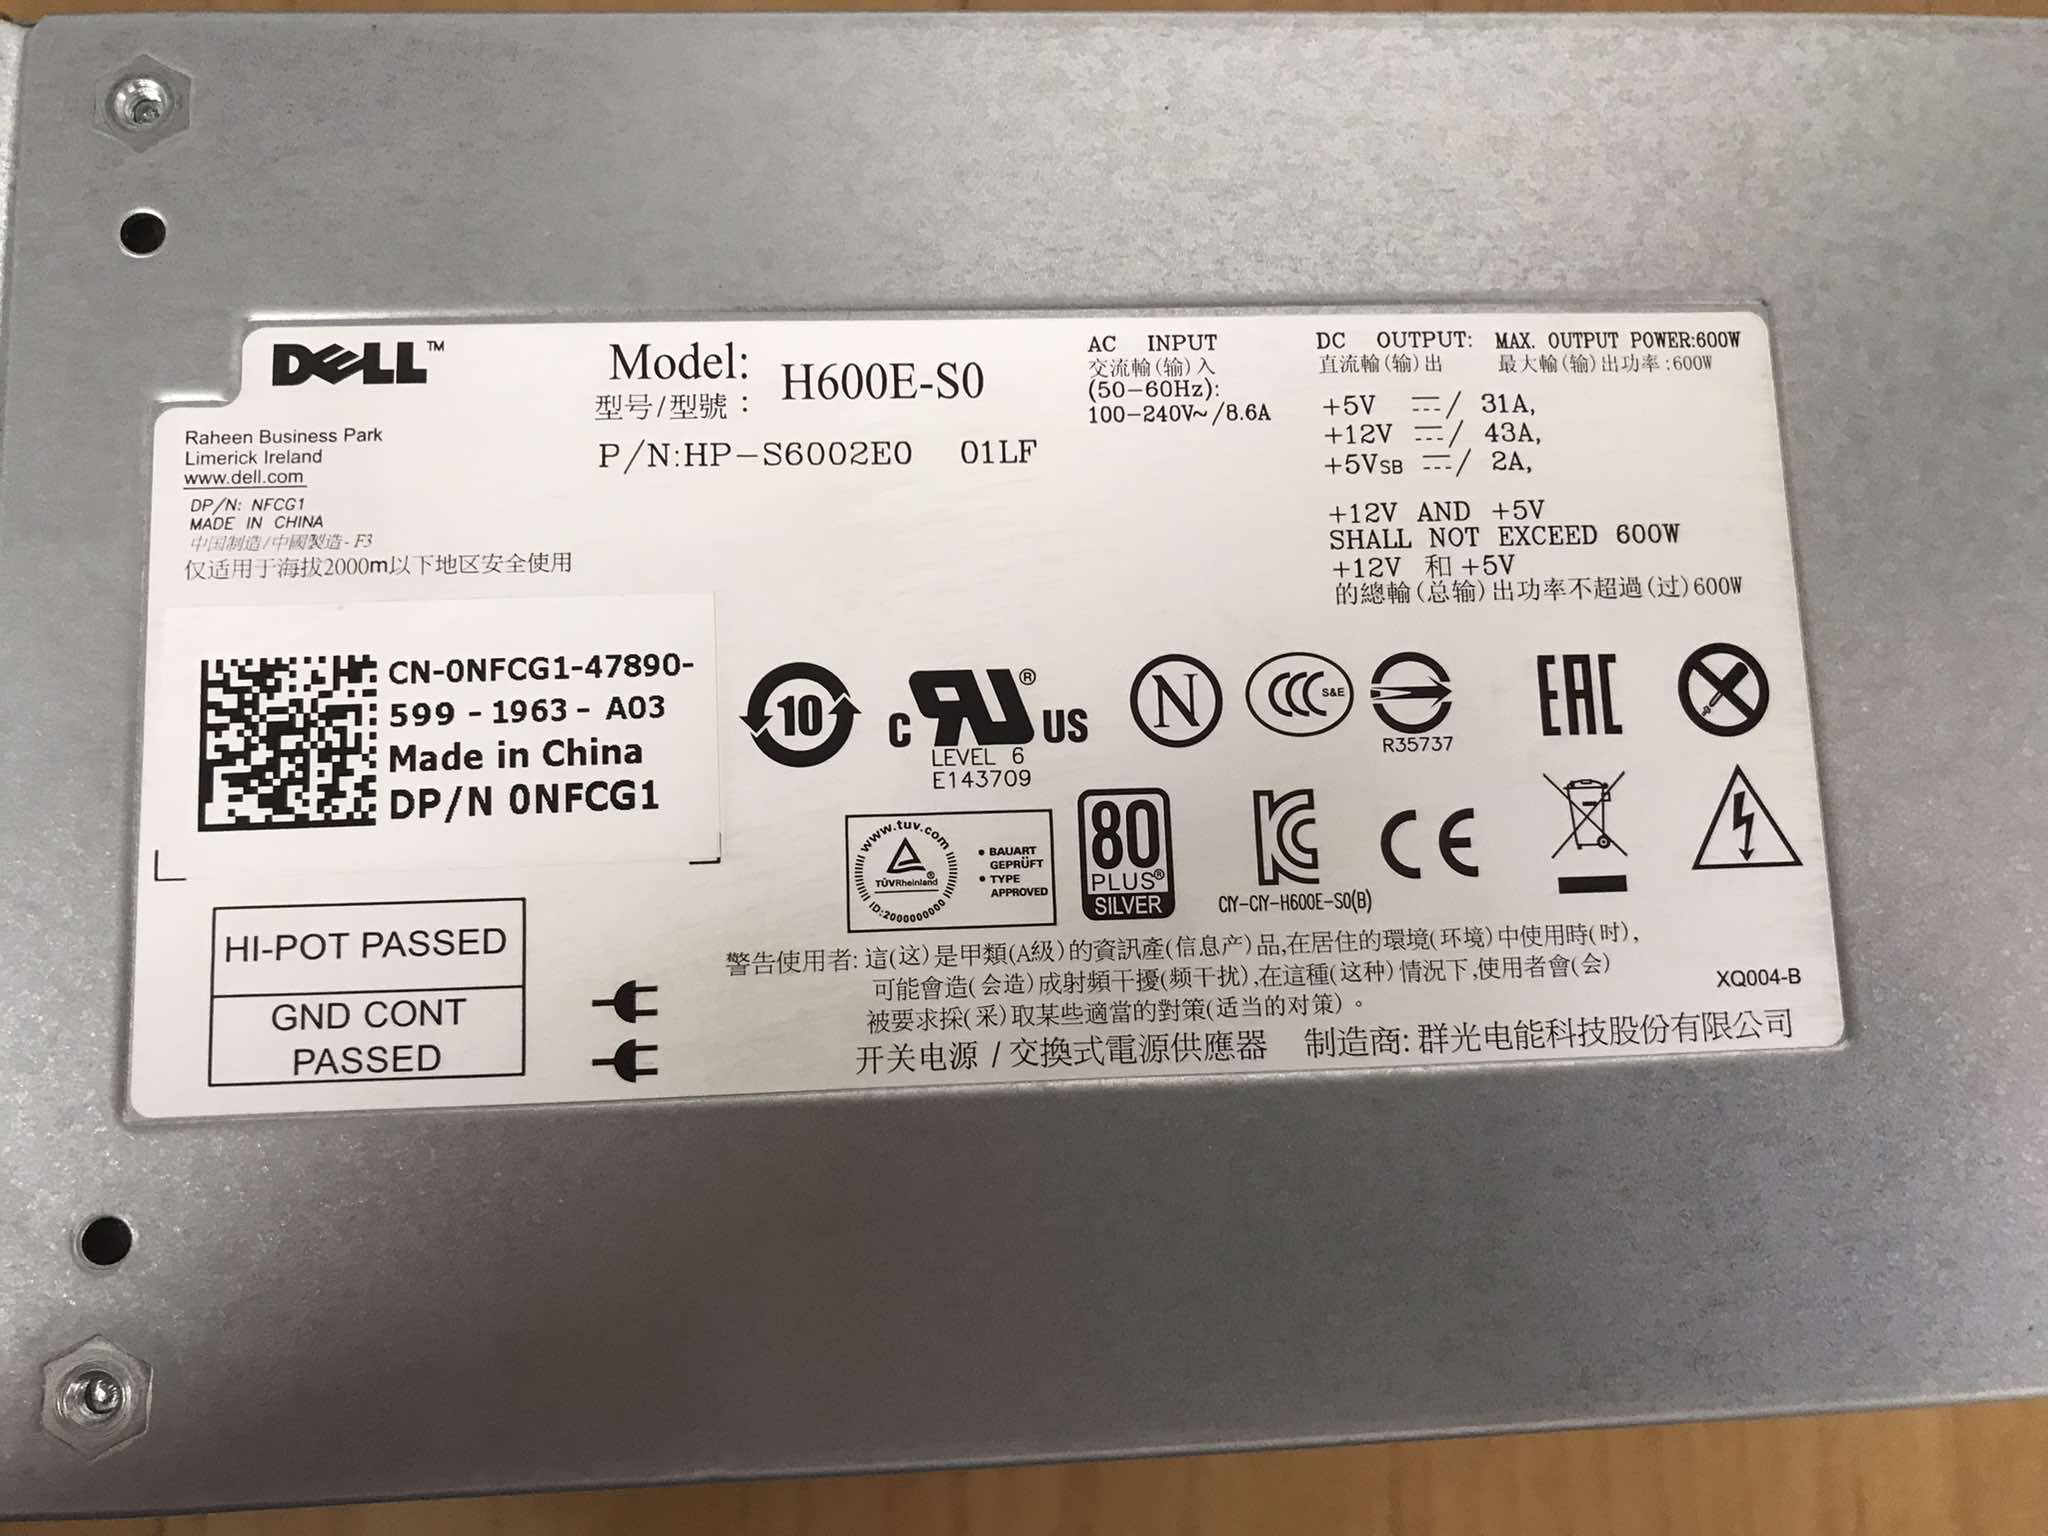 DELL™
Model: H600E-S0
型号/型號：
P/N:HP-S6002E0 01LF
AC INPUT
交流輸(输)入
(50-60Hz):
100-240V~/8.6A
DC OUTPUT: MAX. OUTPUT POWER:600W
直流輸(输)出 最大輸(输)出功率:600W
+5V ⎓/ 31A,
+12V ⎓/ 43A,
+5VSB ⎓/ 2A,
+12V AND +5V
SHALL NOT EXCEED 600W
+12V 和 +5V
的總輸(总输)出功率不超過(过)600W
Raheen Business Park
Limerick Ireland
www.dell.com
DP/N: NFCG1
MADE IN CHINA
中国制造/中國製造-F3
仅适用于海拔2000m以下地区安全使用
CN-0NFCG1-47890-
599-1963-A03
Made in China
DP/N 0NFCG1
10
c RU® US
LEVEL 6
E143709
N
CCC S&E
R35737
EAC
www.tuv.com
TÜVRheinland®
ID:2000000000
• BAUART
GEPRÜFT
• TYPE
APPROVED
80
PLUS®
SILVER
KC
CIY-CIY-H600E-S0(B)
CE
HI-POT PASSED
GND CONT
PASSED
警告使用者:這(这)是甲類(A級)的資訊產(信息产)品,在居住的環境(环境)中使用時(时),
可能會造(会造)成射頻干擾(频干扰),在這種(这种)情況下,使用者會(会)
被要求採(采)取某些適當的對策(适当的对策)。
XQ004-B
开关电源/交換式電源供應器 制造商:群光电能科技股份有限公司